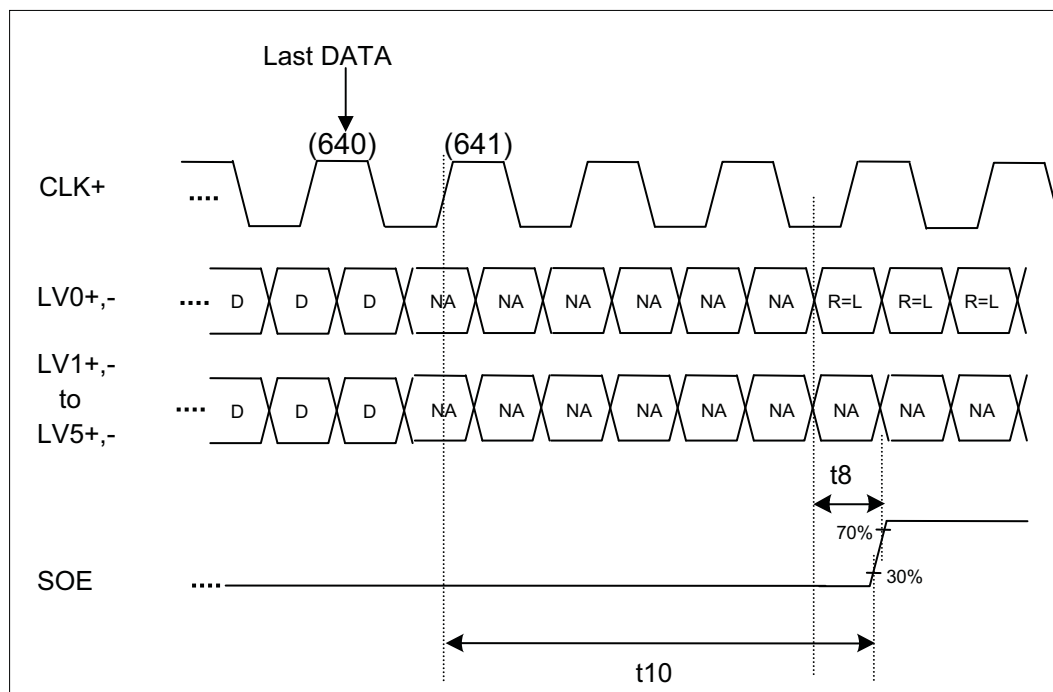 Last DATA
(640) (641)
CLK+ ....
LV0+,- .... D D D NA NA NA NA NA NA R=L R=L R=L
LV1+,-
to
LV5+,-
.... D D D NA NA NA NA NA NA NA NA NA
t8
70%
30%
SOE ....
t10